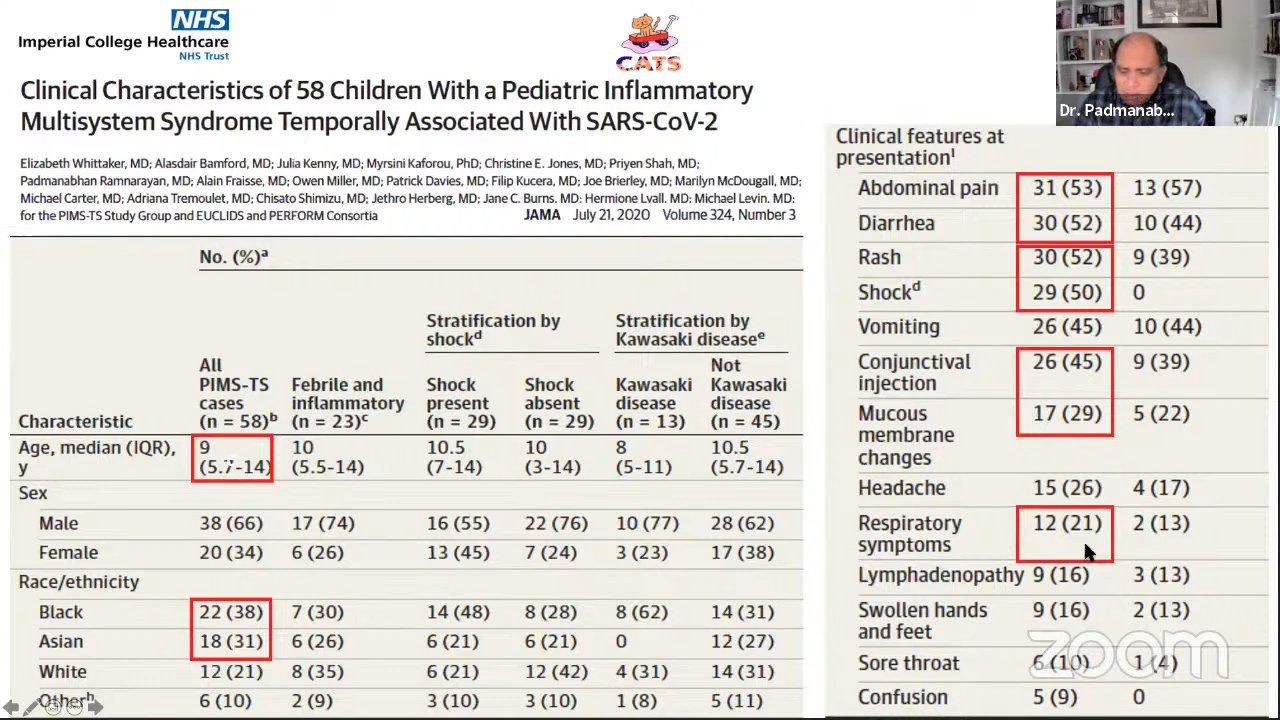 NHS
Imperial College Healthcare
NHS Trust
CATS
Clinical Characteristics of 58 Children With a Pediatric Inflammatory
Multisystem Syndrome Temporally Associated With SARS-CoV-2
Elizabeth Whittaker, MD; Alasdair Bamford, MD; Julia Kenny, MD; Myrsini Kaforou, PhD; Christine E. Jones, MD; Priyen Shah, MD;
Padmanabhan Ramnarayan, MD; Alain Fraisse, MD; Owen Miller, MD; Patrick Davies, MD; Filip Kucera, MD; Joe Brierley, MD; Marilyn McDougall, MD;
Michael Carter, MD; Adriana Tremoulet, MD; Chisato Shimizu, MD; Jethro Herberg, MD; Jane C. Burns. MD: Hermione Lvall. MD: Michael Levin. MD:
for the PIMS-TS Study Group and EUCLIDS and PERFORM Consortia
JAMA July 21, 2020 Volume 324, Number 3
No. (%)a
Stratification by shockd
Stratification by Kawasaki diseasee
Characteristic
All PIMS-TS cases (n = 58)b
Febrile and inflammatory (n = 23)c
Shock present (n = 29)
Shock absent (n = 29)
Kawasaki disease (n = 13)
Not Kawasaki disease (n = 45)
Age, median (IQR), y 9 (5.7-14) 10 (5.5-14) 10.5 (7-14) 10 (3-14) 8 (5-11) 10.5 (5.7-14)
Sex
Male 38 (66) 17 (74) 16 (55) 22 (76) 10 (77) 28 (62)
Female 20 (34) 6 (26) 13 (45) 7 (24) 3 (23) 17 (38)
Race/ethnicity
Black 22 (38) 7 (30) 14 (48) 8 (28) 8 (62) 14 (31)
Asian 18 (31) 6 (26) 6 (21) 6 (21) 0 12 (27)
White 12 (21) 8 (35) 6 (21) 12 (42) 4 (31) 14 (31)
Otherh 6 (10) 2 (9) 3 (10) 3 (10) 1 (8) 5 (11)
Dr. Padmanab...
Clinical features at
presentationl
Abdominal pain 31 (53) 13 (57)
Diarrhea 30 (52) 10 (44)
Rash 30 (52) 9 (39)
Shockd 29 (50) 0
Vomiting 26 (45) 10 (44)
Conjunctival injection 26 (45) 9 (39)
Mucous membrane changes 17 (29) 5 (22)
Headache 15 (26) 4 (17)
Respiratory symptoms 12 (21) 2 (13)
Lymphadenopathy 9 (16) 3 (13)
Swollen hands and feet 9 (16) 2 (13)
Sore throat 6 (10) 1 (4)
Confusion 5 (9) 0
zoom